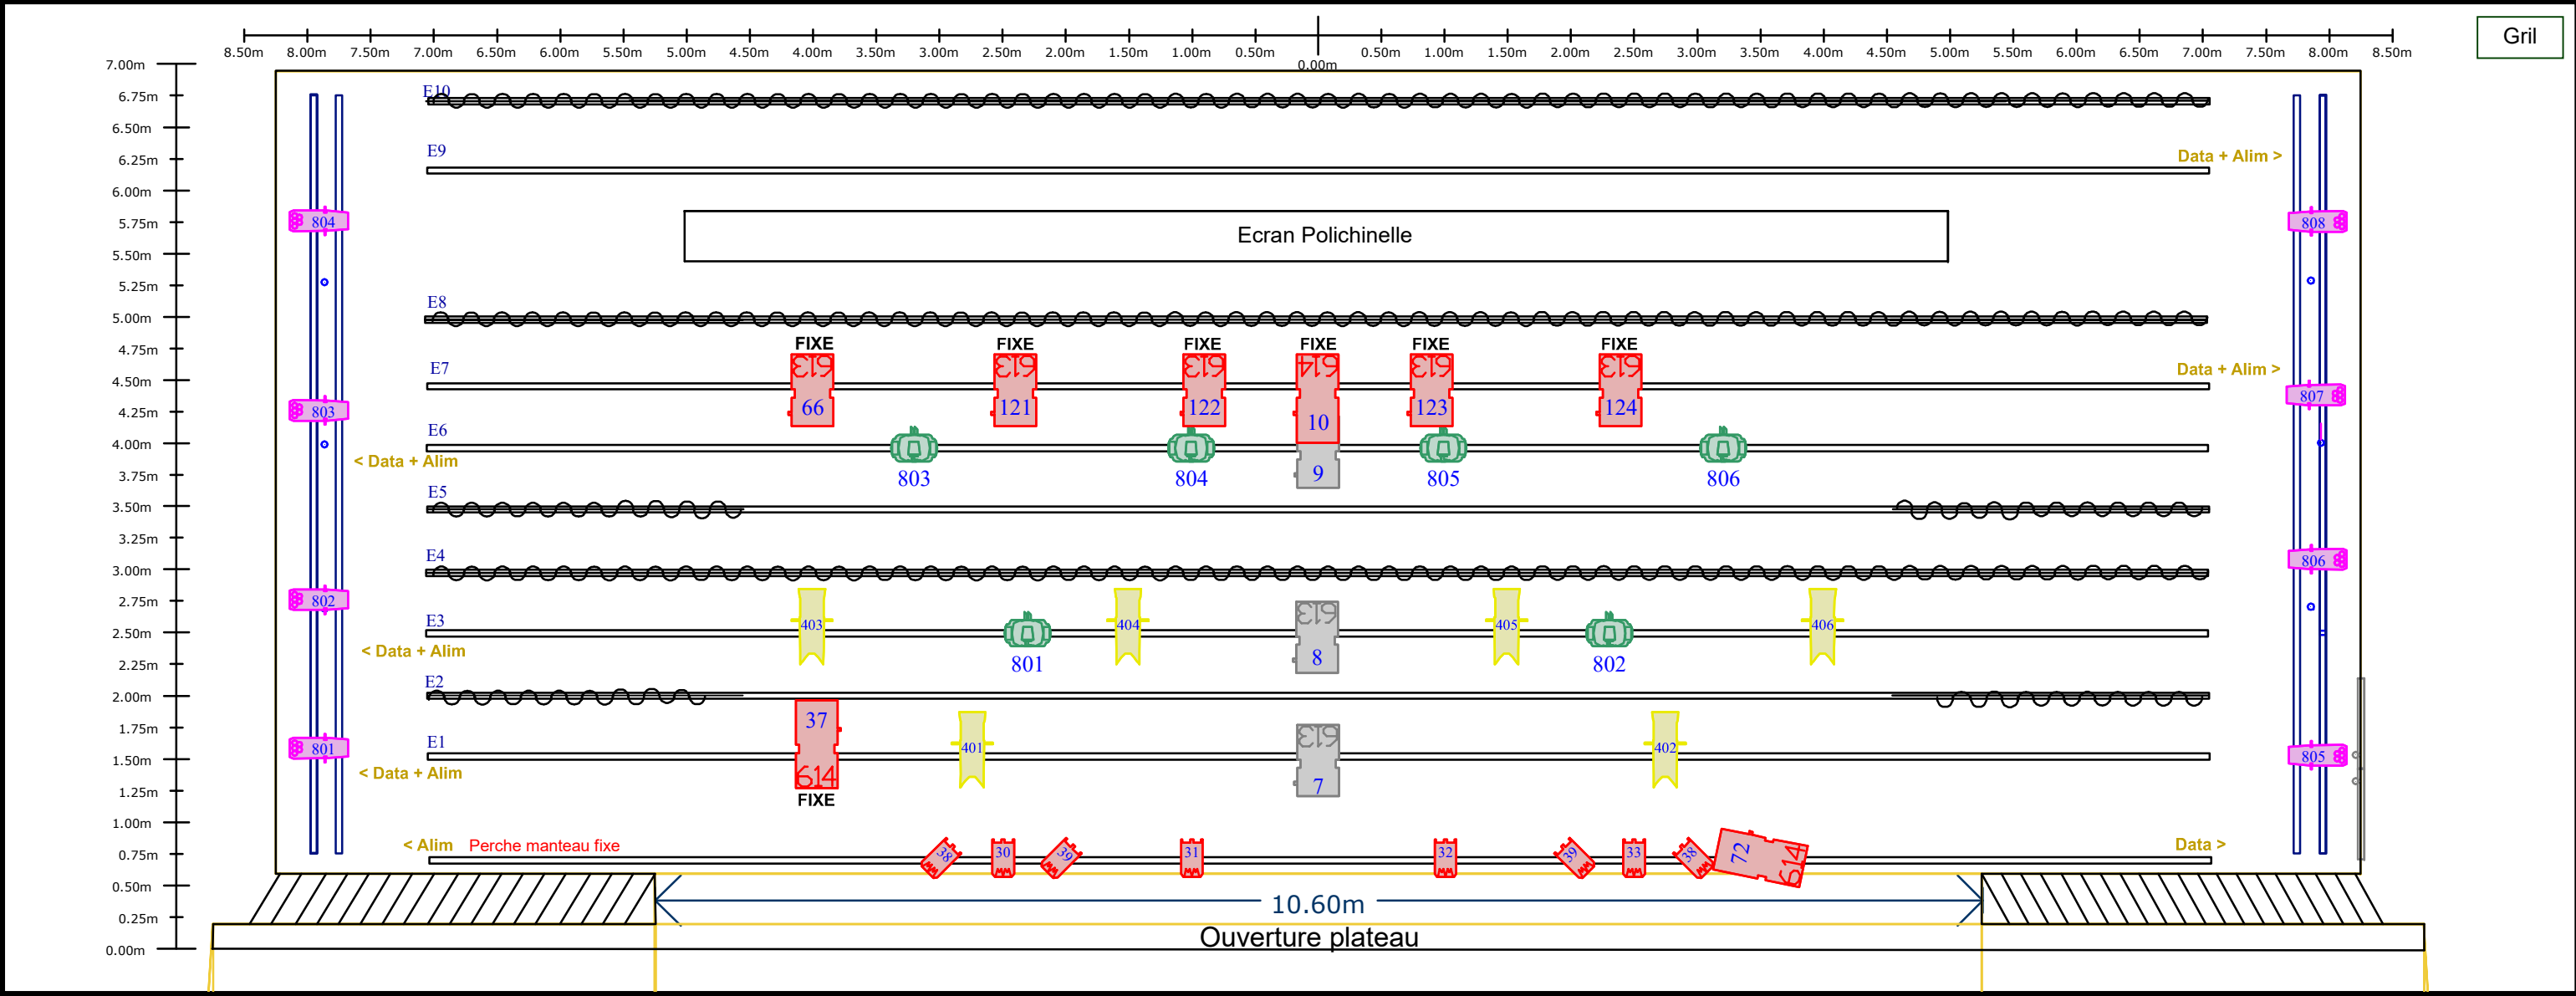 Gril
8.50m 8.00m 7.50m 7.00m 6.50m 6.00m 5.50m 5.00m 4.50m 4.00m 3.50m 3.00m 2.50m 2.00m 1.50m 1.00m 0.50m 0.00m 0.50m 1.00m 1.50m 2.00m 2.50m 3.00m 3.50m 4.00m 4.50m 5.00m 5.50m 6.00m 6.50m 7.00m 7.50m 8.00m 8.50m
7.00m
6.75m
E10
6.50m
6.25m
E9
Data + Alim >
6.00m
5.75m
804
808
Ecran Polichinelle
5.50m
5.25m
E8
5.00m
4.75m
FIXE FIXE FIXE FIXE FIXE FIXE
613 613 613 614 613 613
E7
Data + Alim >
4.50m
4.25m
803
66 121 122 10 123 124
807
4.00m
E6
< Data + Alim
3.75m
803 804 9 805 806
E5
3.50m
3.25m
E4
3.00m
806
2.75m
802
613
E3
403 404 405 406
2.50m
< Data + Alim
2.25m
801 8 802
E2
2.00m
37
1.75m
613
E1
801
401 402
805
1.50m
< Data + Alim
614
7
1.25m
FIXE
1.00m
< Alim Perche manteau fixe
Data >
0.75m
38 30 39 31 32 39 33 38 72 614
0.50m
10.60m
0.25m
Ouverture plateau
0.00m